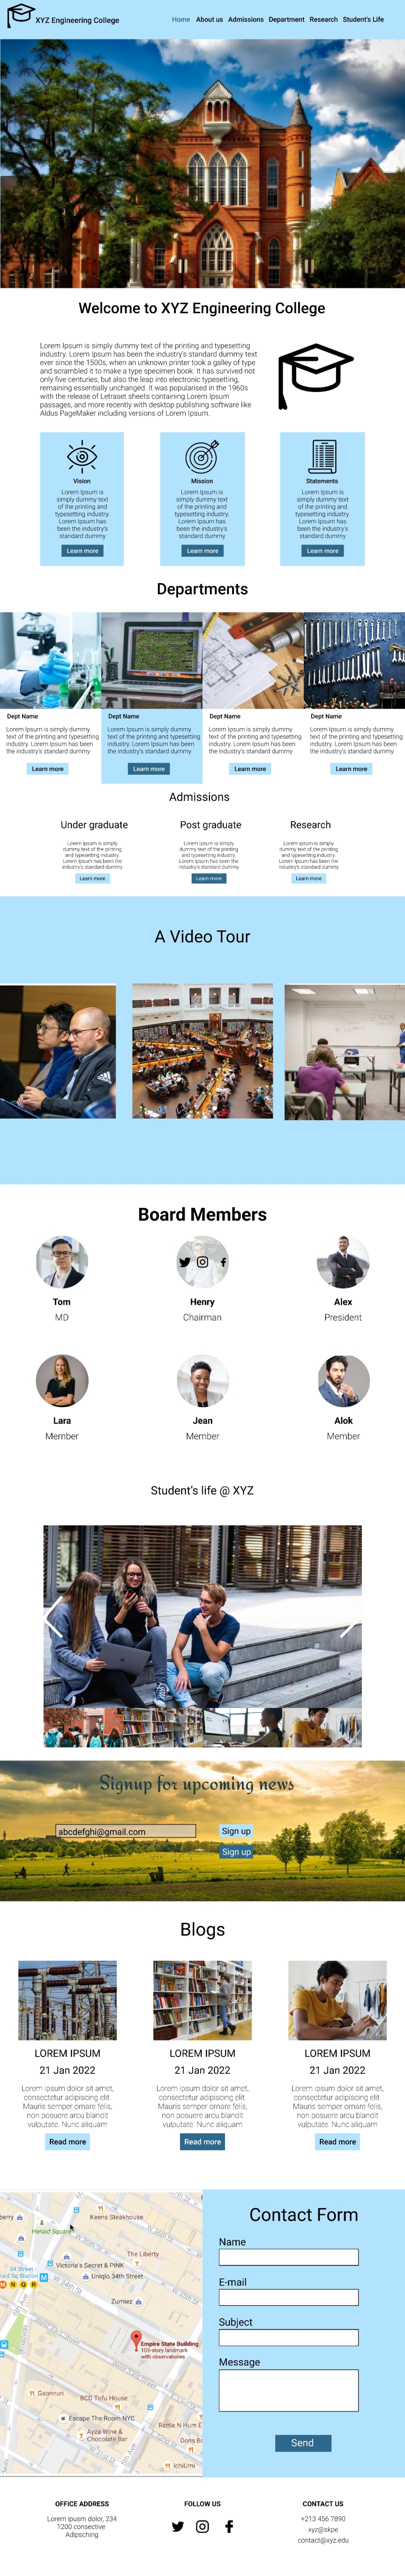 XYZ Engineering College
Home About us Admissions Department Research Student's Life
Welcome to XYZ Engineering College
Lorem Ipsum is simply dummy text of the printing and typesetting
industry. Lorem Ipsum has been the industry's standard dummy text
ever since the 1500s, when an unknown printer took a galley of type
and scrambled it to make a type specimen book. It has survived not
only five centuries, but also the leap into electronic typesetting,
remaining essentially unchanged. It was popularised in the 1960s
with the release of Letraset sheets containing Lorem Ipsum
passages, and more recently with desktop publishing software like
Aldus PageMaker including versions of Lorem Ipsum.
Vision
Lorem Ipsum is
simply dummy text
of the printing and
typesetting industry.
Lorem Ipsum has
been the industry's
standard dummy
Learn more
Mission
Lorem Ipsum is
simply dummy text
of the printing and
typesetting industry.
Lorem Ipsum has
been the industry's
standard dummy
Learn more
Statements
Lorem Ipsum is
simply dummy text
of the printing and
typesetting industry.
Lorem Ipsum has
been the industry's
standard dummy
Learn more
Departments
Dept Name
Lorem Ipsum is simply dummy
text of the printing and typesetting
industry. Lorem Ipsum has been
the industry's standard dummy
Learn more
Dept Name
Lorem Ipsum is simply dummy
text of the printing and typesetting
industry. Lorem Ipsum has been
the industry's standard dummy
Learn more
Dept Name
Lorem Ipsum is simply dummy
text of the printing and typesetting
industry. Lorem Ipsum has been
the industry's standard dummy
Learn more
Dept Name
Lorem Ipsum is simply dummy
text of the printing and typesetting
industry. Lorem Ipsum has been
the industry's standard dummy
Learn more
Admissions
Under graduate
Lorem Ipsum is simply
dummy text of the printing
and typesetting industry.
Lorem Ipsum has been the
industry's standard dummy
Learn more
Post graduate
Lorem Ipsum is simply
dummy text of the printing
and typesetting industry.
Lorem Ipsum has been the
industry's standard dummy
Learn more
Research
Lorem Ipsum is simply
dummy text of the printing
and typesetting industry.
Lorem Ipsum has been the
industry's standard dummy
Learn more
A Video Tour
Board Members
Tom
MD
Henry
Chairman
Alex
President
Lara
Member
Jean
Member
Alok
Member
Student's life @ XYZ
Signup for upcoming news
abcdefghi@gmail.com
Sign up
Sign up
Blogs
LOREM IPSUM
21 Jan 2022
Lorem ipsum dolor sit amet,
consectetur adipiscing elit.
Mauris semper ornare felis,
non posuere arcu blandit
vulputate. Nunc aliquam
Read more
LOREM IPSUM
21 Jan 2022
Lorem ipsum dolor sit amet,
consectetur adipiscing elit.
Mauris semper ornare felis,
non posuere arcu blandit
vulputate. Nunc aliquam
Read more
LOREM IPSUM
21 Jan 2022
Lorem ipsum dolor sit amet,
consectetur adipiscing elit.
Mauris semper ornare felis,
non posuere arcu blandit
vulputate. Nunc aliquam
Read more
Keens Steakhouse
Herald Square
The Liberty
34 Street -
Victoria's Secret & PINK
Uniqlo 34th Street
N Q R
Zumiez
Empire State Building
103-story landmark
with observatories
Gaonnuri
BCD Tofu House
Escape The Room NYC
Ayza Wine &
Chocolate Bar
Rattle N Hum
Ichiumi
Contact Form
Name
E-mail
Subject
Message
Send
OFFICE ADDRESS
Lorem ipsum dolor, 234
1200 consective
Adipsching
FOLLOW US
CONTACT US
+213 456 7890
xyz@skpe
contact@xyz.edu